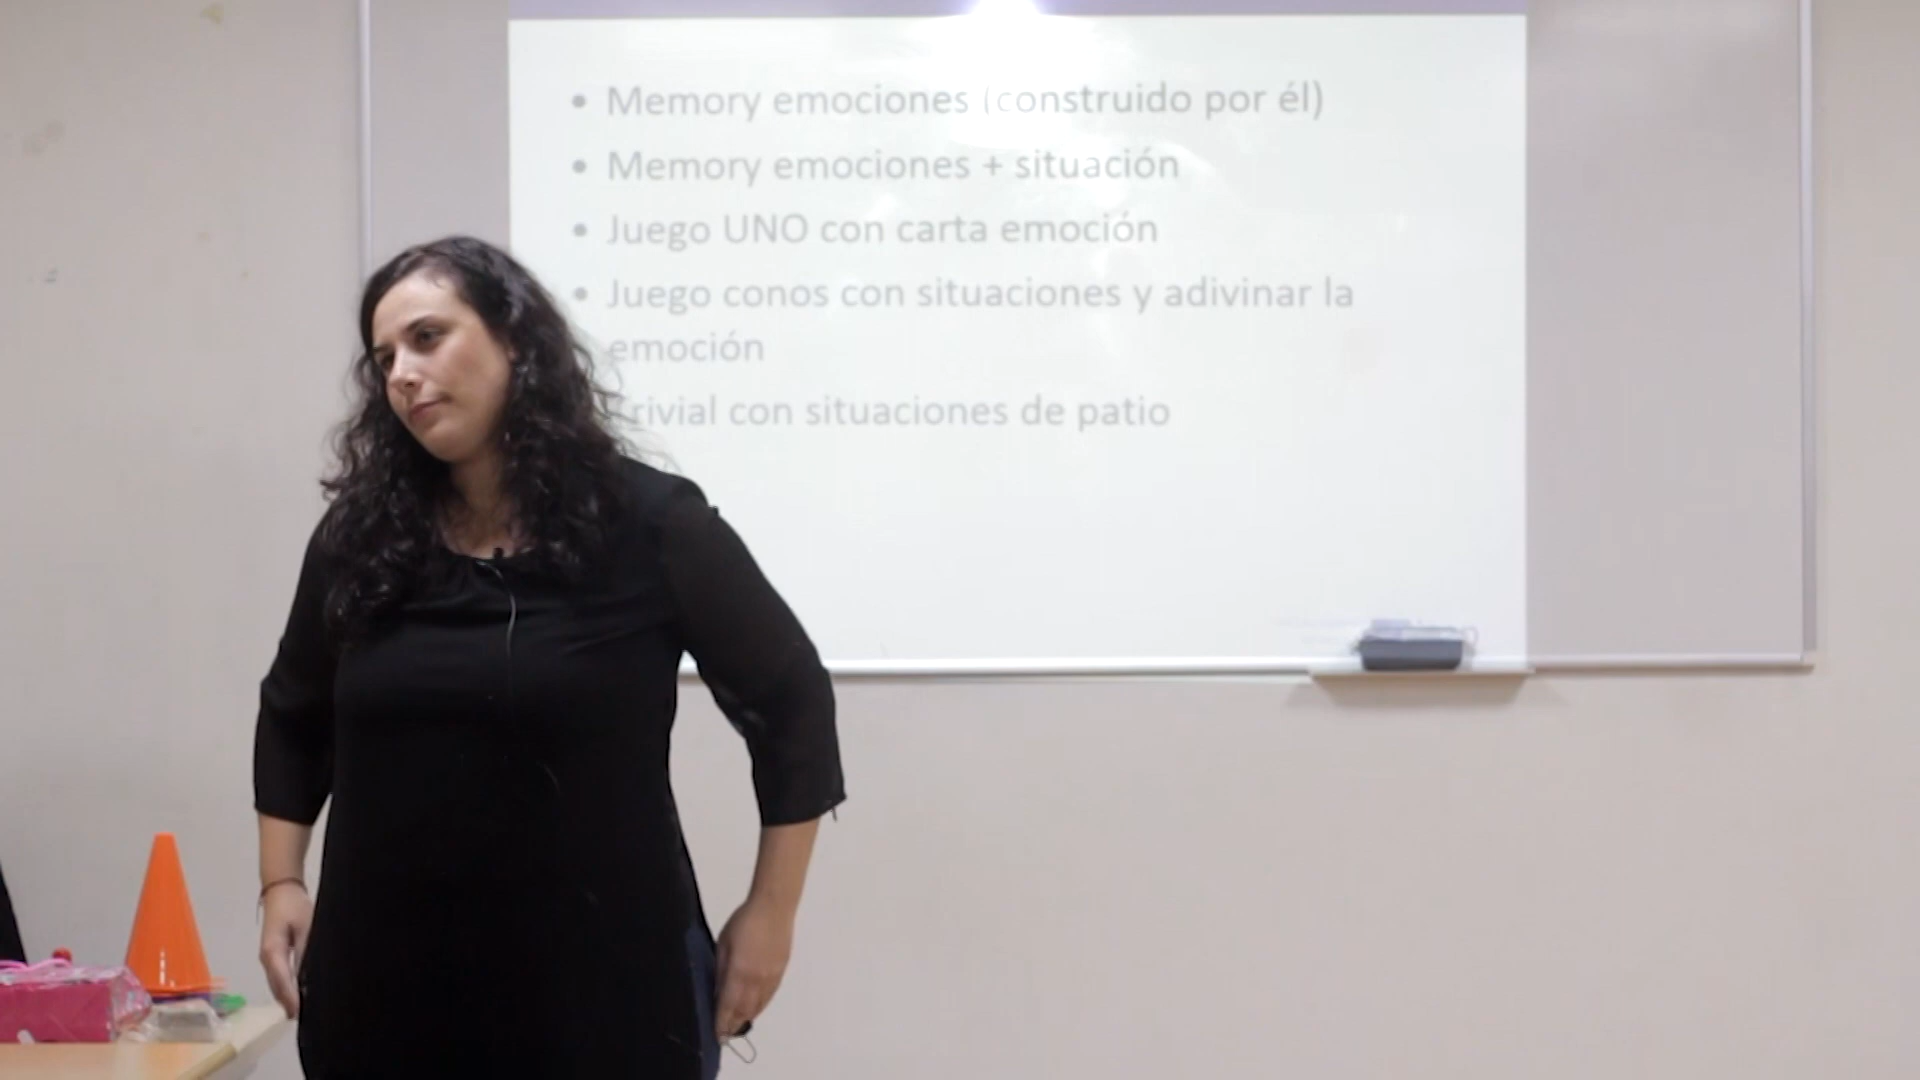 • Memory emociones (construido por él)
• Memory emociones + situación
• Juego UNO con carta emoción
• Juego conos con situaciones y adivinar la
emoción
Trivial con situaciones de patio